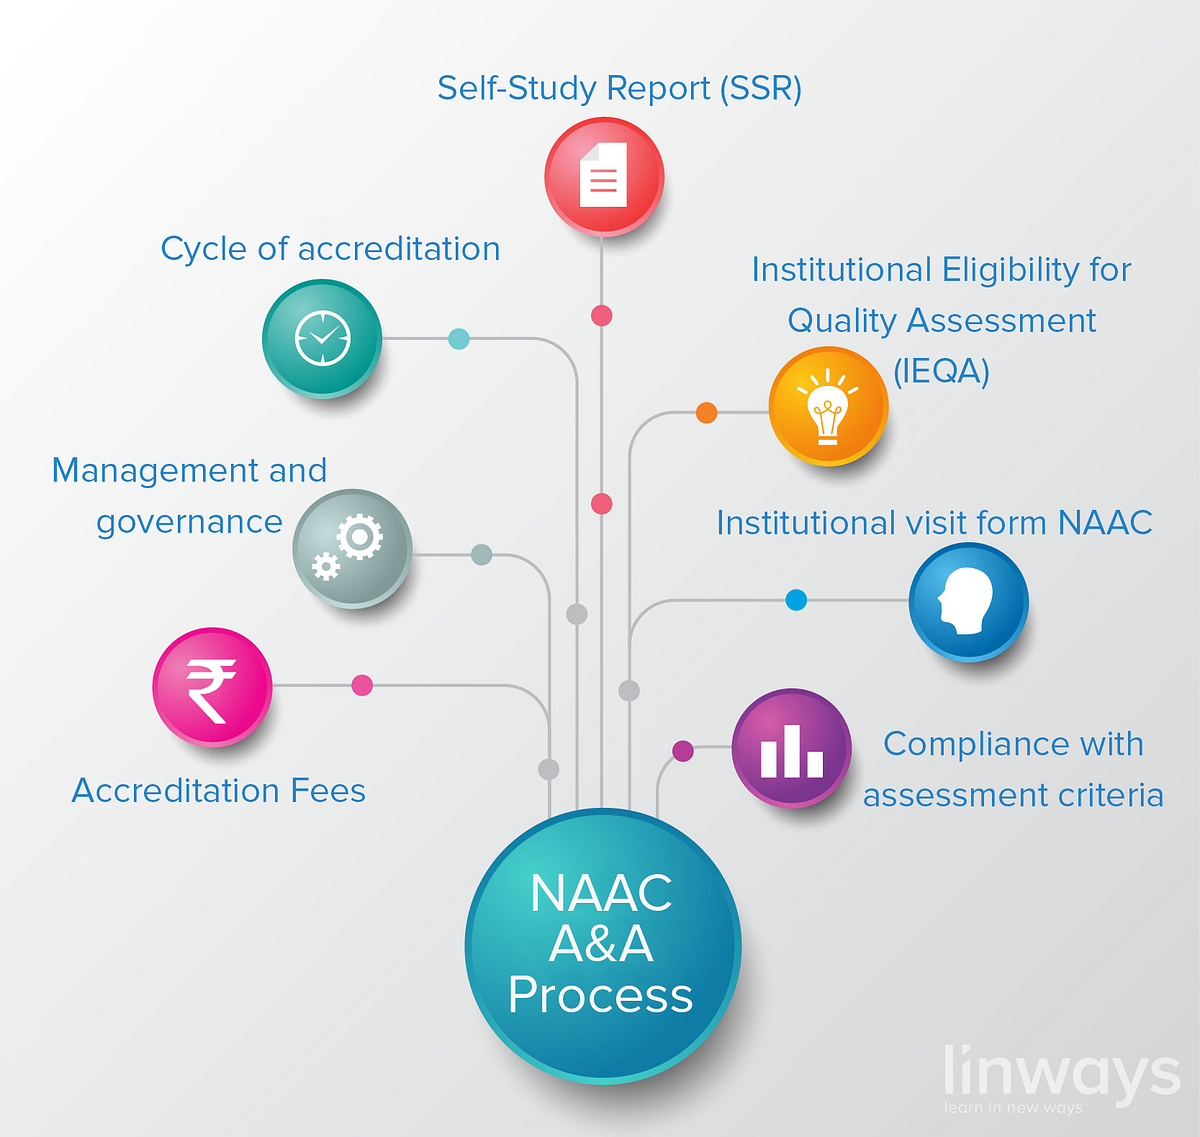 Self-Study Report (SSR)
Cycle of accreditation
Institutional Eligibility for
Quality Assessment
(IEQA)
Management and
governance
Institutional visit form NAAC
₹
Accreditation Fees
Compliance with
assessment criteria
NAAC
A&A
Process
linways
learn in new ways